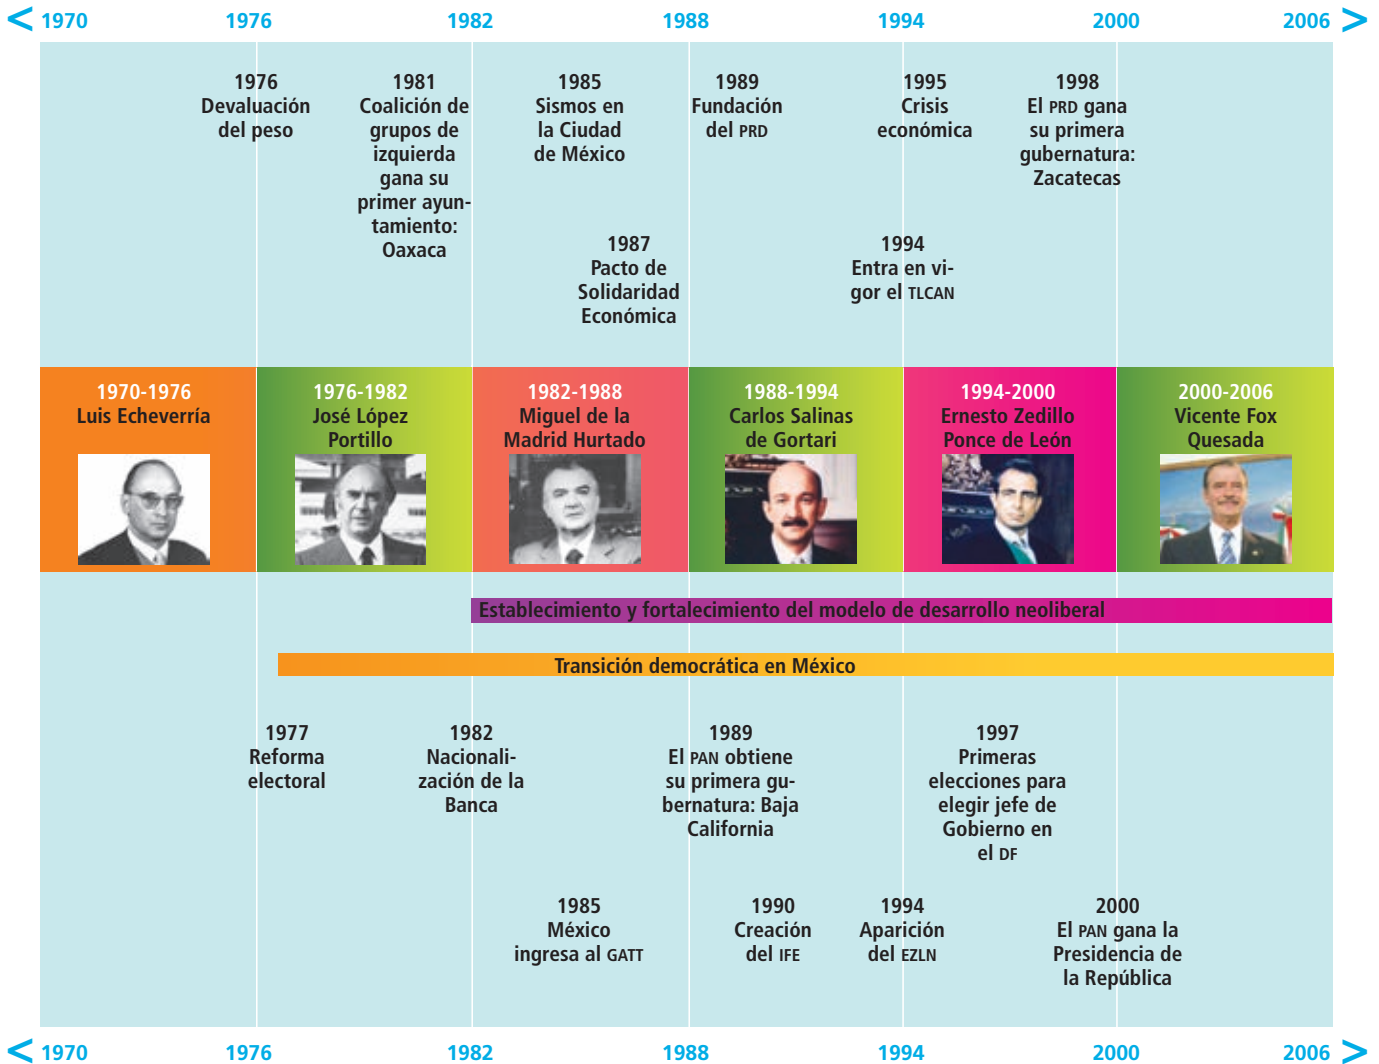 < 1970 1976 1982 1988 1994 2000 2006 >
1976
Devaluación
del peso
1981
Coalición de
grupos de
izquierda
gana su
primer ayun-
tamiento:
Oaxaca
1985
Sismos en
la Ciudad
de México
1987
Pacto de
Solidaridad
Económica
1989
Fundación
del PRD
1995
Crisis
económica
1994
Entra en vi-
gor el TLCAN
1998
El PRD gana
su primera
gubernatura:
Zacatecas
1970-1976
Luis Echeverría
1976-1982
José López
Portillo
1982-1988
Miguel de la
Madrid Hurtado
1988-1994
Carlos Salinas
de Gortari
1994-2000
Ernesto Zedillo
Ponce de León
2000-2006
Vicente Fox
Quesada
Establecimiento y fortalecimiento del modelo de desarrollo neoliberal
Transición democrática en México
1977
Reforma
electoral
1982
Nacionali-
zación de la
Banca
1985
México
ingresa al GATT
1989
El PAN obtiene
su primera gu-
bernatura: Baja
California
1990
Creación
del IFE
1994
Aparición
del EZLN
1997
Primeras
elecciones para
elegir jefe de
Gobierno en
el DF
2000
El PAN gana la
Presidencia de
la República
< 1970 1976 1982 1988 1994 2000 2006 >